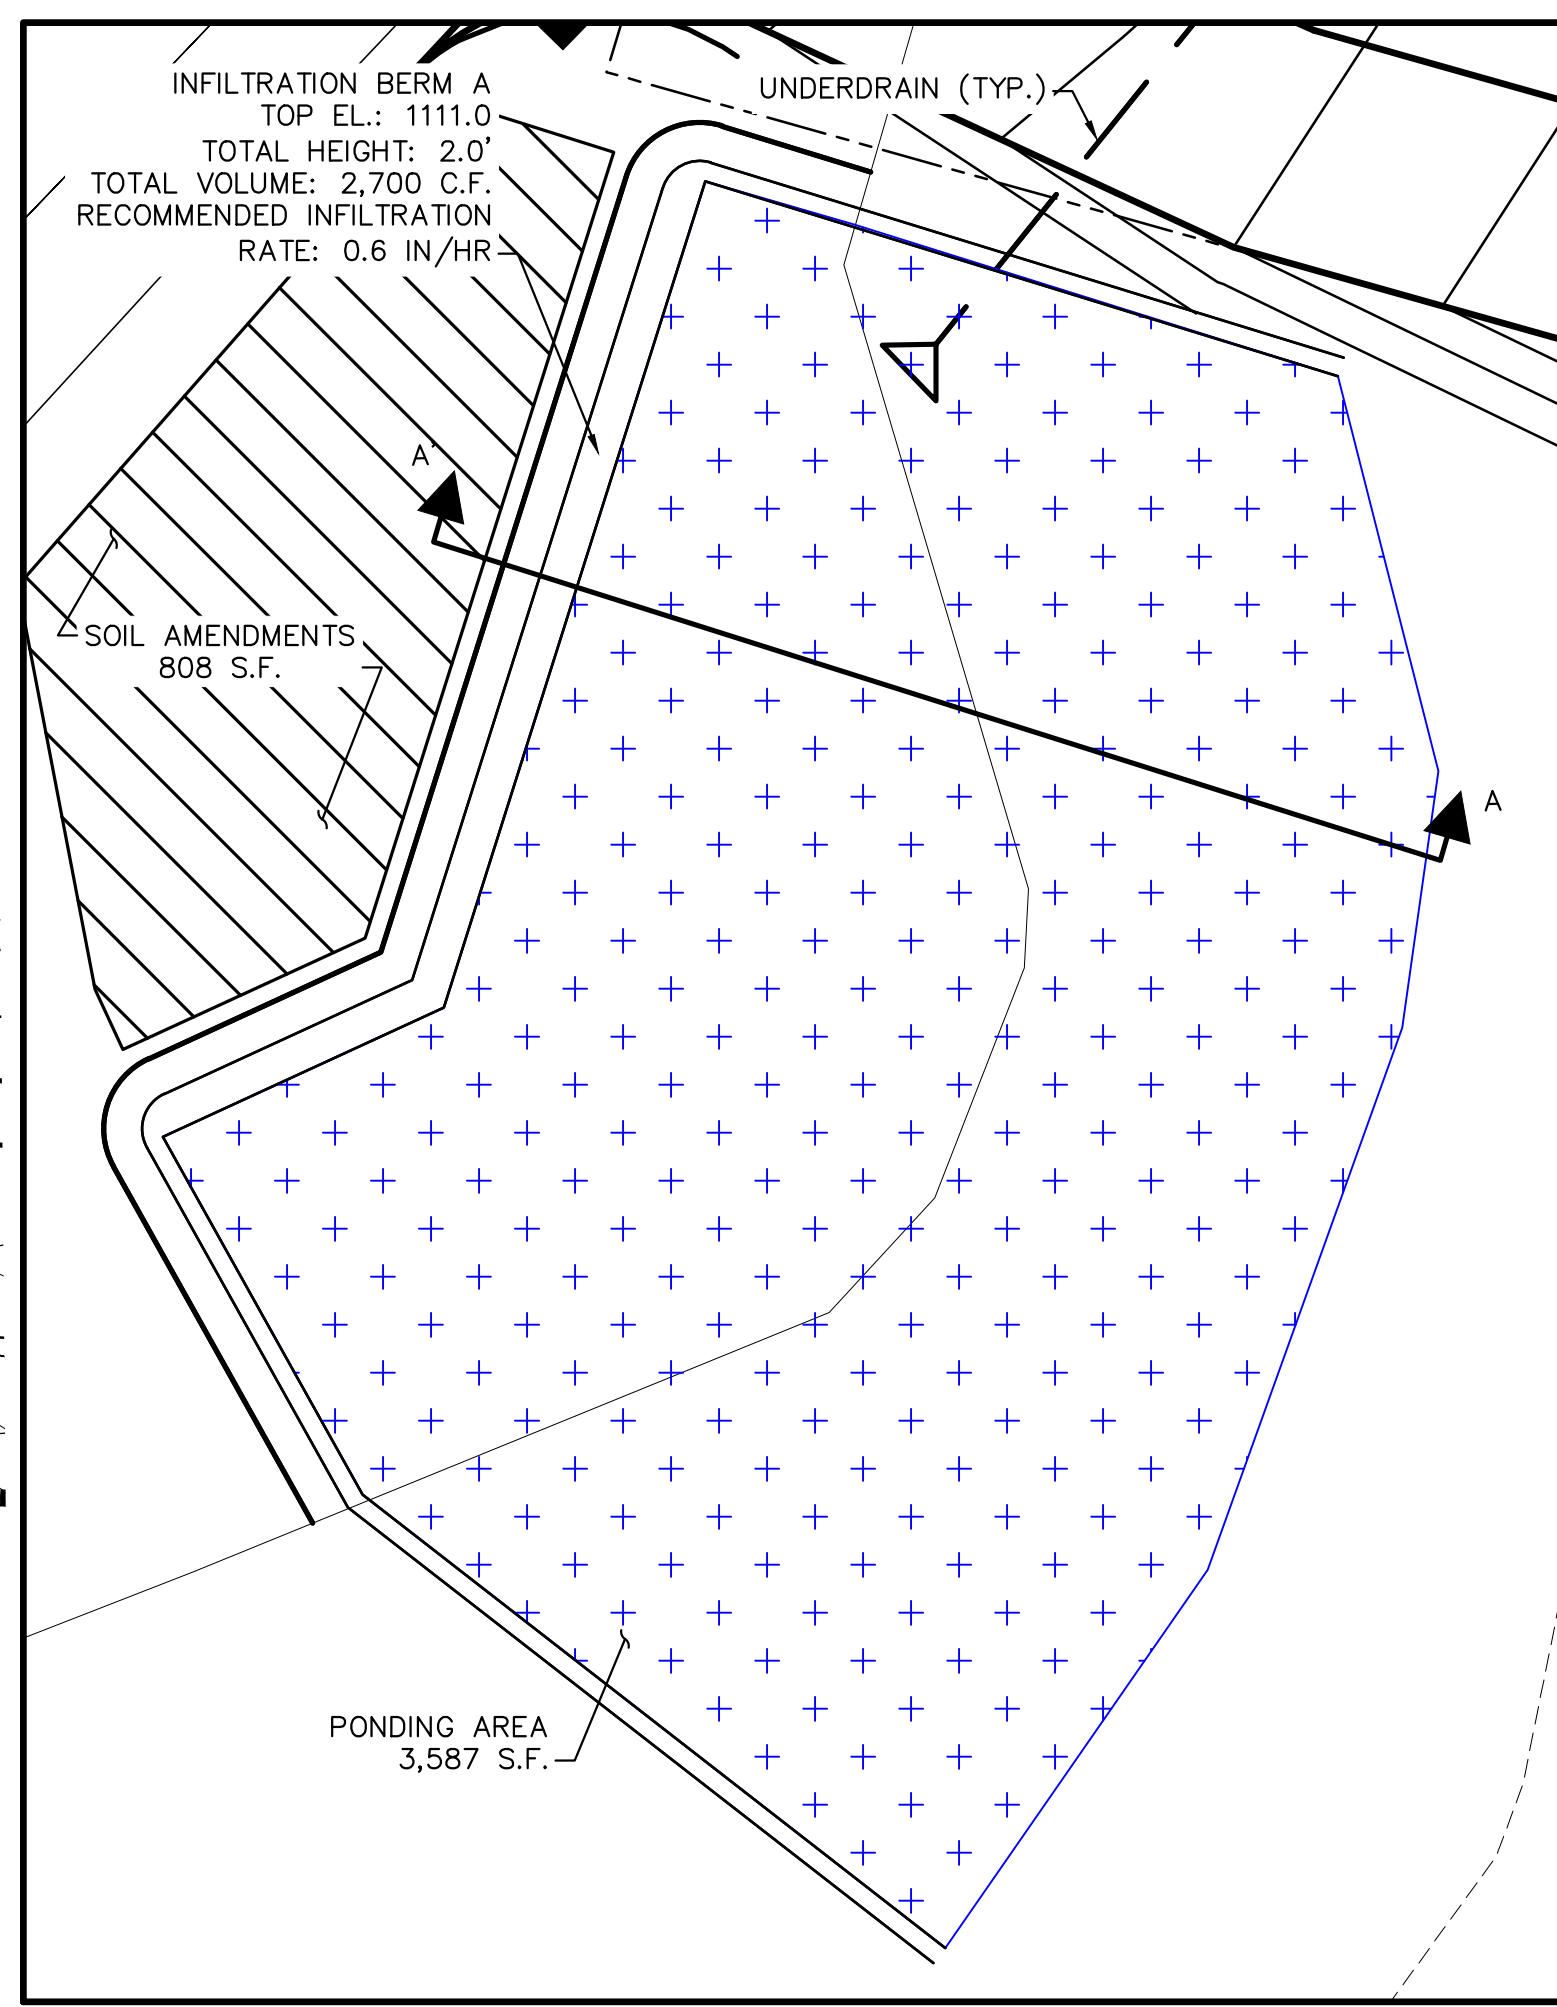 INFILTRATION BERM A
TOP EL.: 1111.0
TOTAL HEIGHT: 2.0'
TOTAL VOLUME: 2,700 C.F.
RECOMMENDED INFILTRATION
RATE: 0.6 IN/HR
UNDERDRAIN (TYP.)
A'
SOIL AMENDMENTS
808 S.F.
A
PONDING AREA
3,587 S.F.